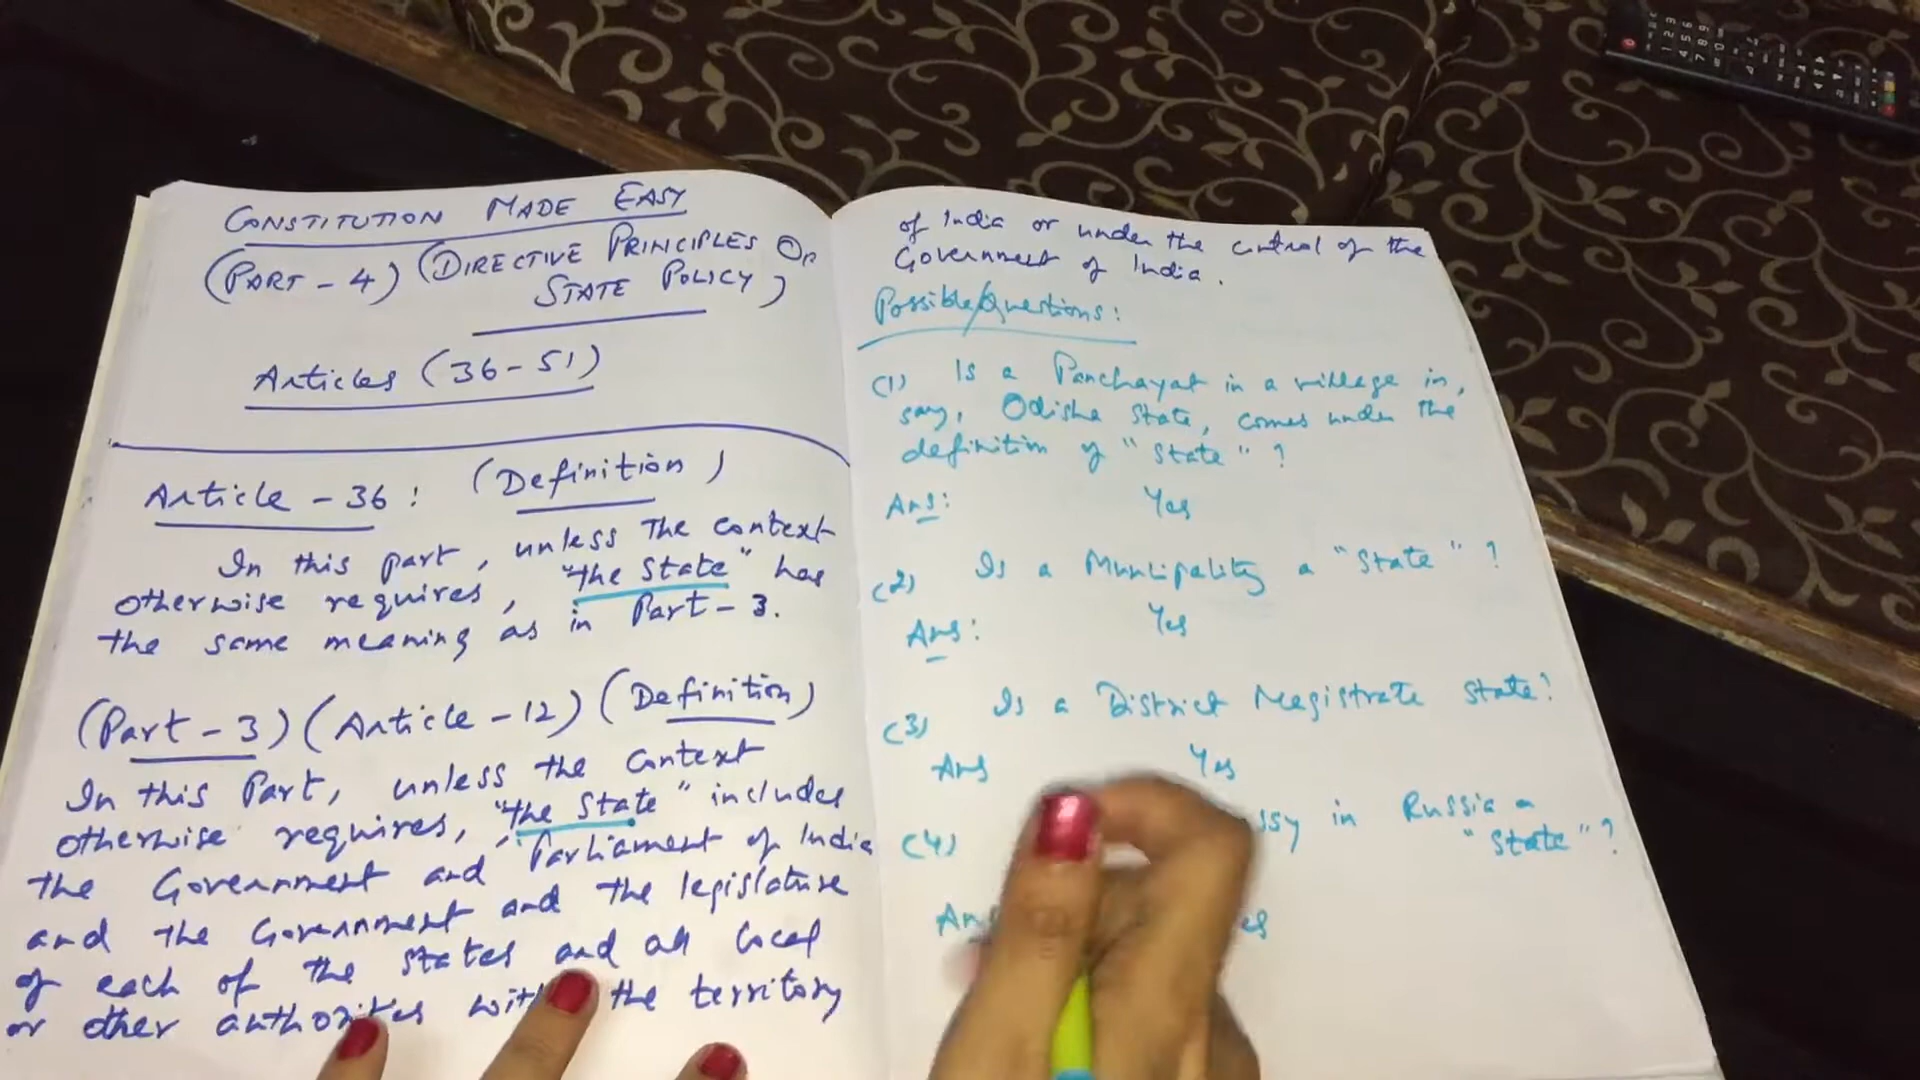 CONSTITUTION MADE EASY
(PART - 4) (DIRECTIVE PRINCIPLES OF
STATE POLICY)
Articles (36-51)
Article - 36: (Definition)
In this part, unless the context
otherwise requires, "the State" has
the same meaning as in Part-3.
(Part-3) (Article-12) (Definition)
In this Part, unless the context
otherwise requires, "the State" includes
the Government and Parliament of India
and the Government and the legislature
of each of the states and all local
or other authorities with the territory
of India or under the control of the
Government of India.
Possible/Questions:
(1) Is a Panchayat in a village in,
say, Odisha State, comes under the
definition of "State"?
Ans: Yes
(2) Is a Municipality a "State"?
Ans: Yes
(3) Is a District Magistrate State?
Ans Yes
(4) ssy in Russia a
"State"?
Ans es